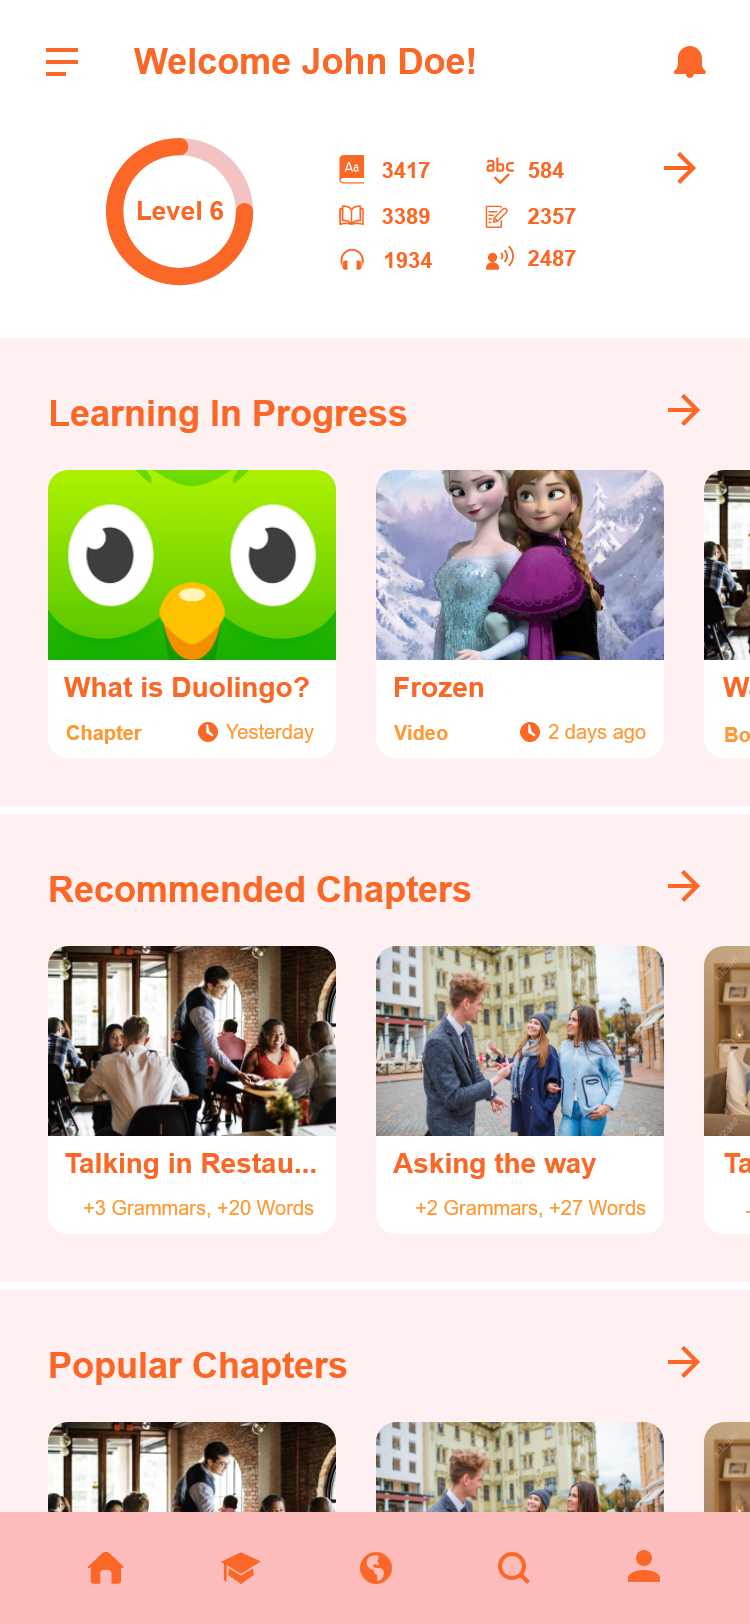 Welcome John Doe!
Level 6
Aa 3417
abc 584
3389
2357
1934
2487
Learning In Progress
What is Duolingo?
Chapter Yesterday
Frozen
Video 2 days ago
Recommended Chapters
Talking in Restau...
+3 Grammars, +20 Words
Asking the way
+2 Grammars, +27 Words
Ta
Popular Chapters